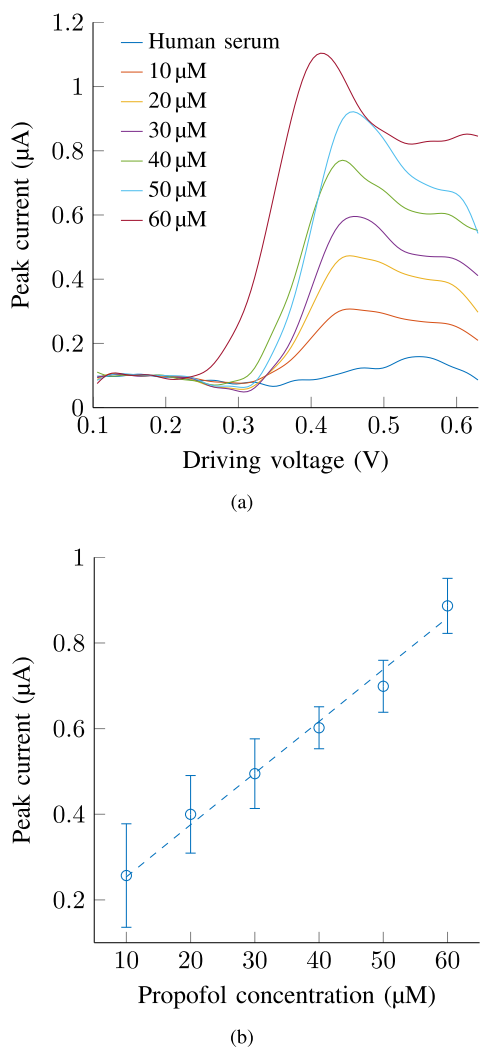 1.2
1
0.8
0.6
0.4
0.2
0
Peak current (µA)
Human serum
10 µM
20 µM
30 µM
40 µM
50 µM
60 µM
0.1 0.2 0.3 0.4 0.5 0.6
Driving voltage (V)
(a)
1
0.8
0.6
0.4
0.2
Peak current (µA)
10 20 30 40 50 60
Propofol concentration (µM)
(b)